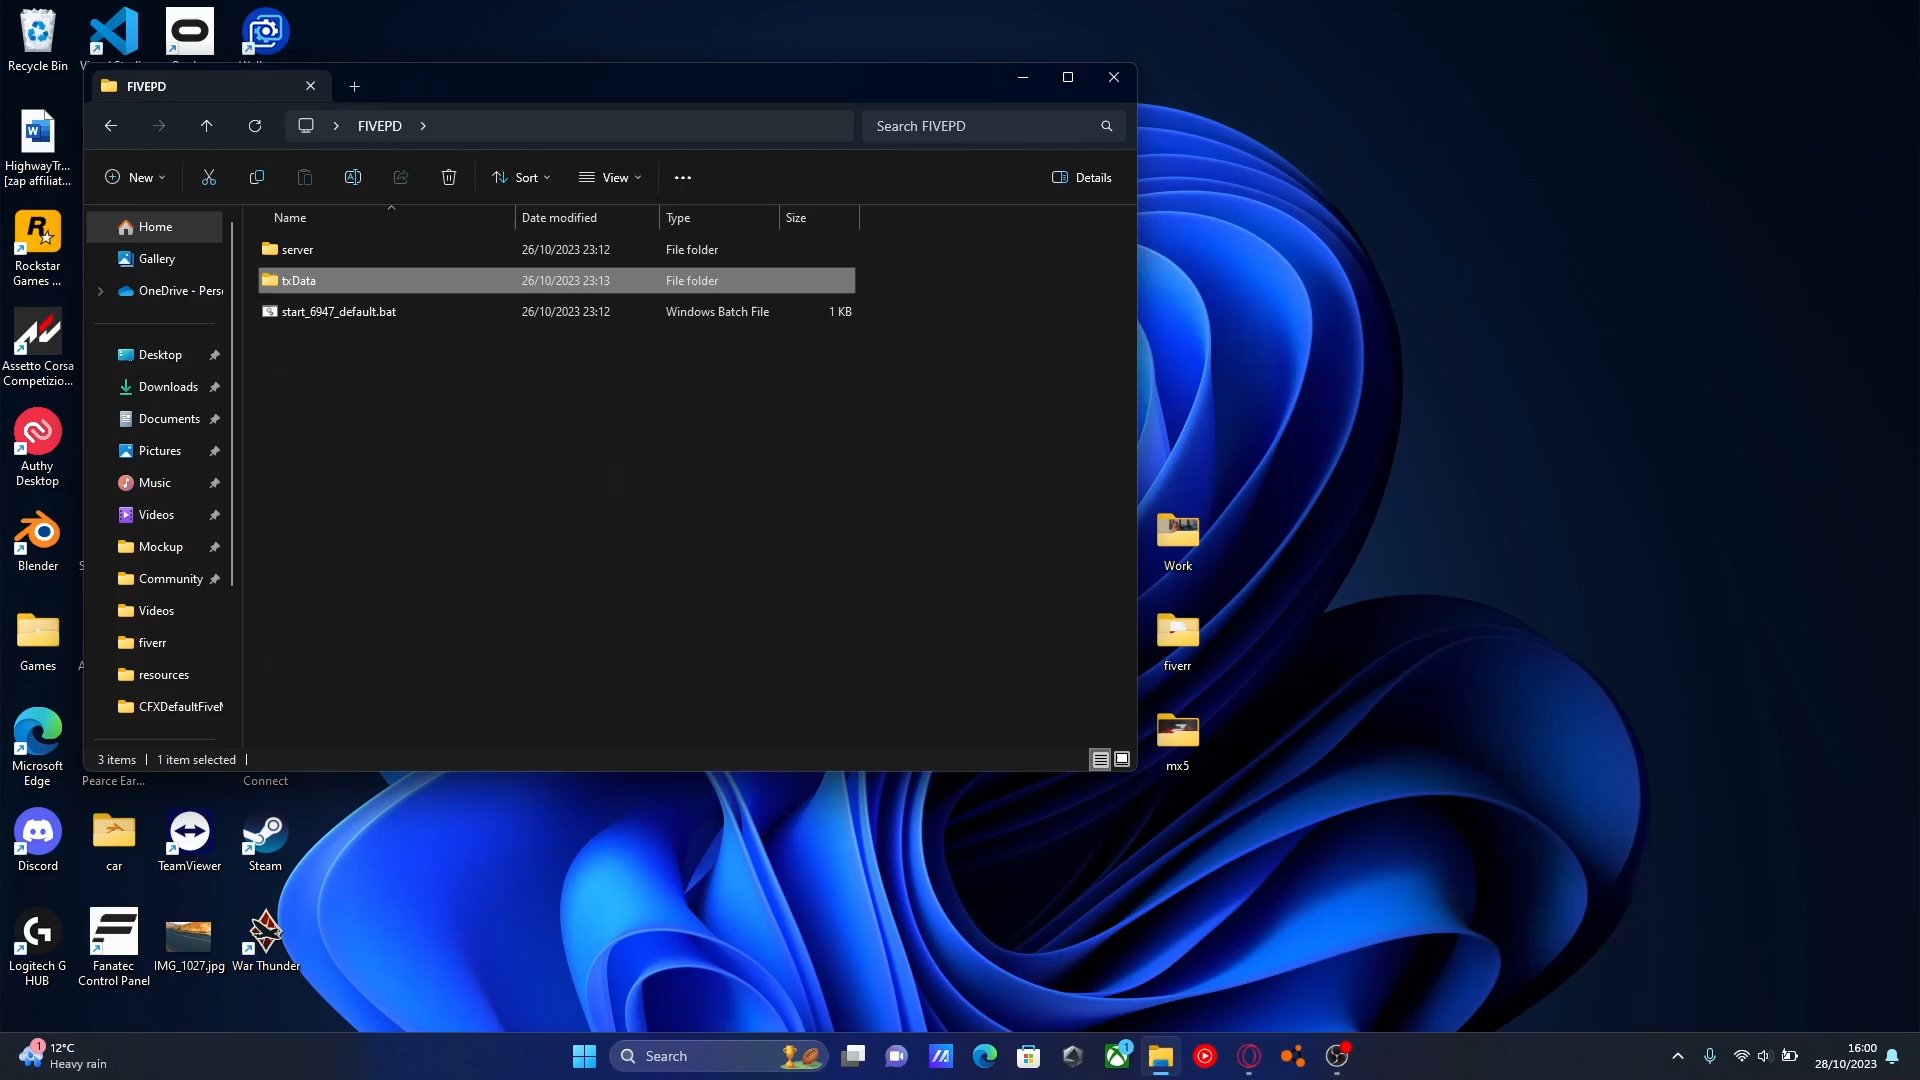 Recycle Bin
FIVEPD
FIVEPD
Search FIVEPD
New
Sort
View
Details
Name
Date modified
Type
Size
Home
Gallery
OneDrive - Pers
server
26/10/2023 23:12
File folder
txData
26/10/2023 23:13
File folder
start_6947_default.bat
26/10/2023 23:12
Windows Batch File
1 KB
Desktop
Downloads
Documents
Pictures
Music
Videos
Mockup
Community
Videos
fiverr
resources
CFXDefaultFive
3 items
1 item selected
HighwayTr...
[zap affiliat...
Rockstar
Games ...
Assetto Corsa
Competizio...
Authy
Desktop
Blender
Games
Microsoft
Edge
Pearce Ear...
Connect
Discord
car
TeamViewer
Steam
Logitech G
HUB
Fanatec
Control Panel
IMG_1027.jpg
War Thunder
Work
fiverr
mx5
1
12°C
Heavy rain
Search
1
16:00
28/10/2023